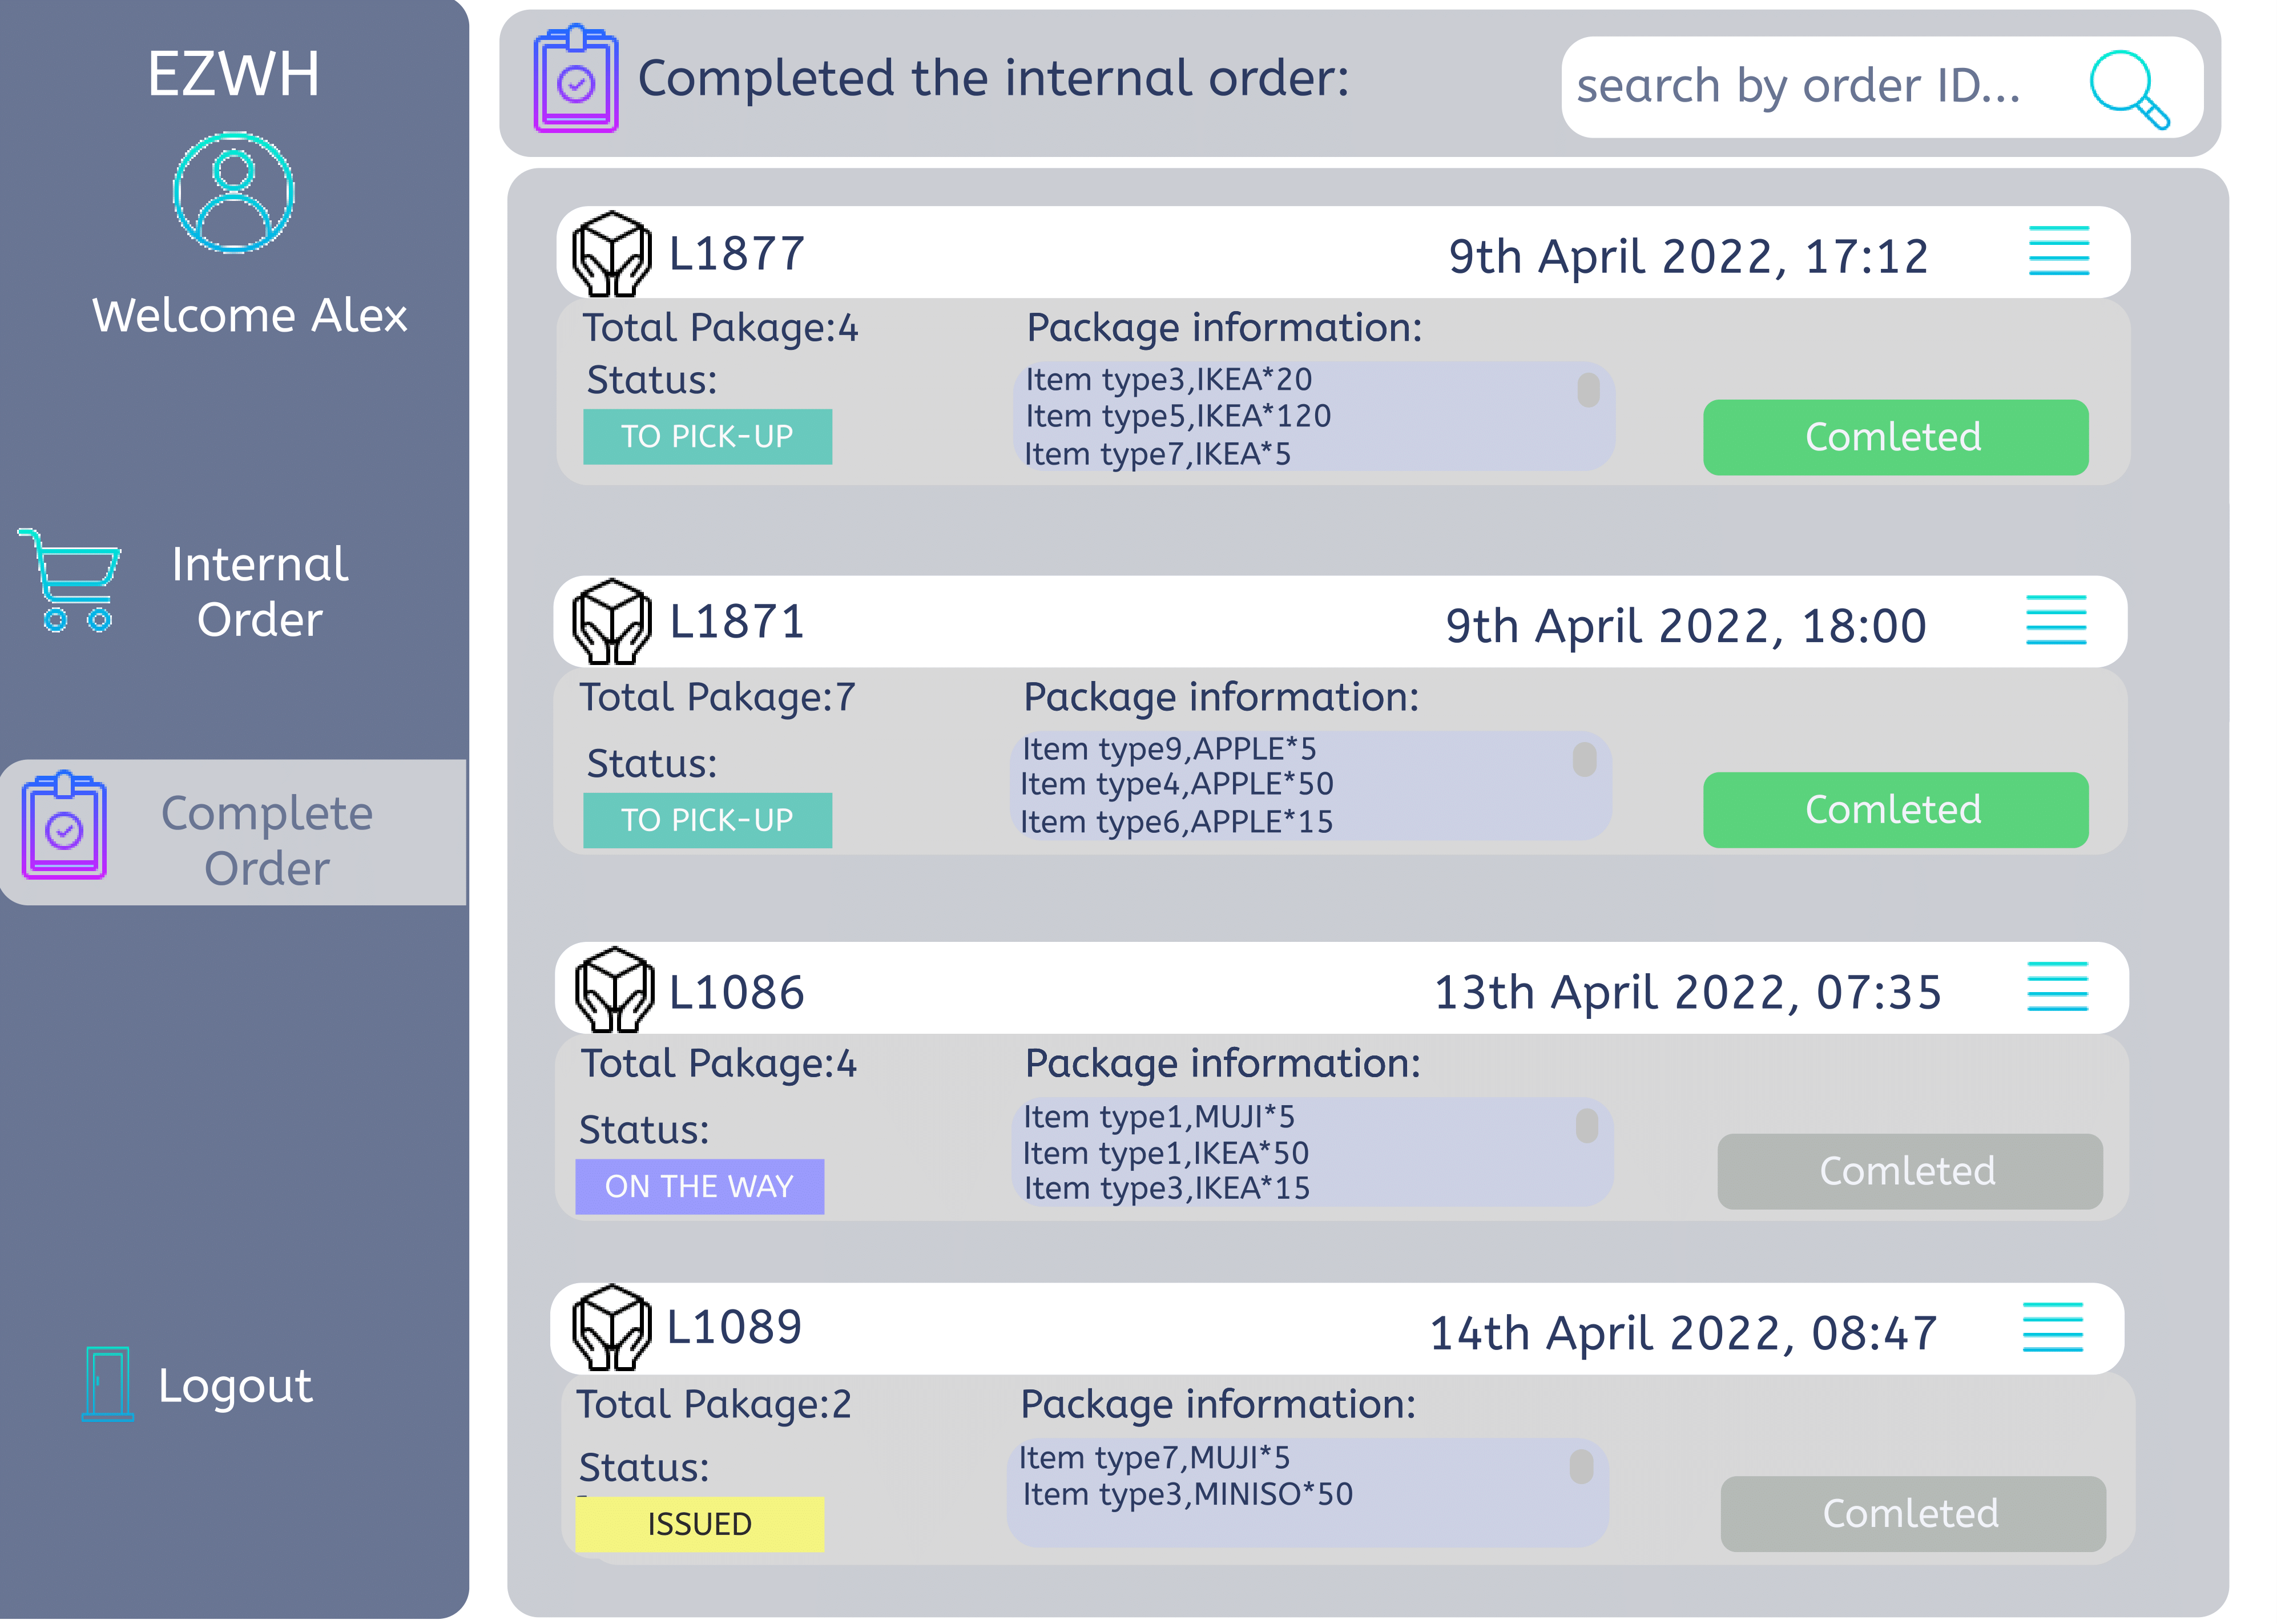 EZWH
Welcome Alex
Internal
Order
Complete
Order
Logout
Completed the internal order:
search by order ID...
L1877
9th April 2022, 17:12
Total Pakage:4
Package information:
Status:
TO PICK-UP
Item type3,IKEA*20
Item type5,IKEA*120
Item type7,IKEA*5
Comleted
L1871
9th April 2022, 18:00
Total Pakage:7
Package information:
Status:
TO PICK-UP
Item type9,APPLE*5
Item type4,APPLE*50
Item type6,APPLE*15
Comleted
L1086
13th April 2022, 07:35
Total Pakage:4
Package information:
Status:
ON THE WAY
Item type1,MUJI*5
Item type1,IKEA*50
Item type3,IKEA*15
Comleted
L1089
14th April 2022, 08:47
Total Pakage:2
Package information:
Status:
ISSUED
Item type7,MUJI*5
Item type3,MINISO*50
Comleted